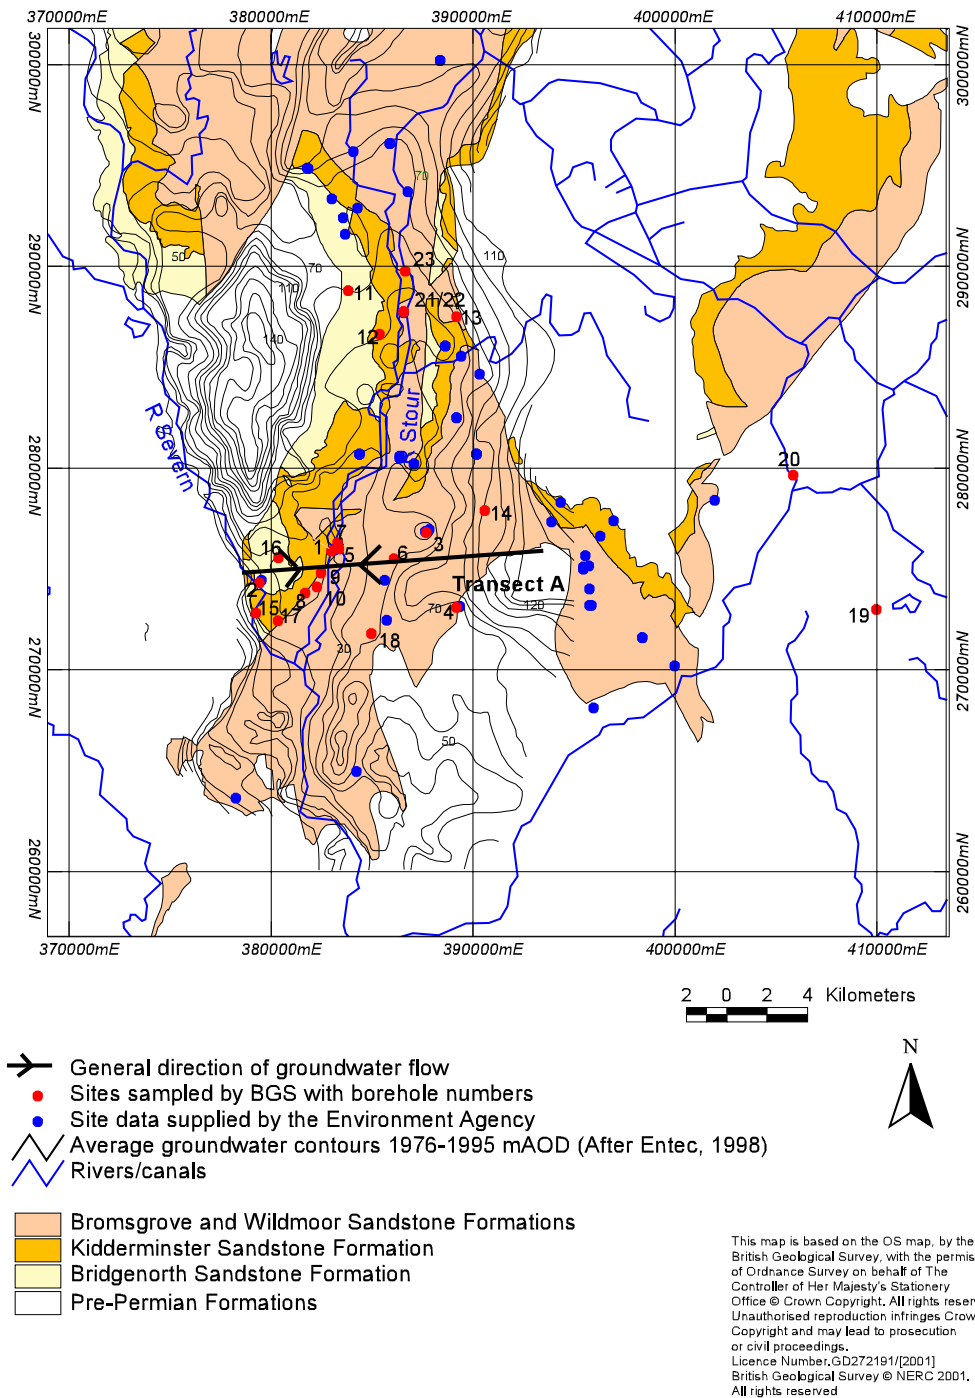 370000mE 380000mE 390000mE 400000mE 410000mE
300000mN 300000mN
70
23
110
50
70
290000mN 290000mN
110
11
21/22
13
12
140
R Severn
R Stour
280000mN 280000mN
20
14
7
3
16
1
5
6
2
9
Transect A
8
10
15
17
70
4
120
19
18
30
270000mN 270000mN
50
260000mN 260000mN
370000mE 380000mE 390000mE 400000mE 410000mE
2 0 2 4 Kilometers
N
General direction of groundwater flow
Sites sampled by BGS with borehole numbers
Site data supplied by the Environment Agency
Average groundwater contours 1976-1995 mAOD (After Entec, 1998)
Rivers/canals
Bromsgrove and Wildmoor Sandstone Formations
Kidderminster Sandstone Formation
Bridgenorth Sandstone Formation
Pre-Permian Formations
This map is based on the OS map, by the
British Geological Survey, with the permis
of Ordnance Survey on behalf of The
Controller of Her Majesty's Stationery
Office © Crown Copyright. All rights reser
Unauthorised reproduction infringes Crow
Copyright and may lead to prosecution
or civil proceedings.
Licence Number.GD272191/[2001]
British Geological Survey © NERC 2001.
All rights reserved